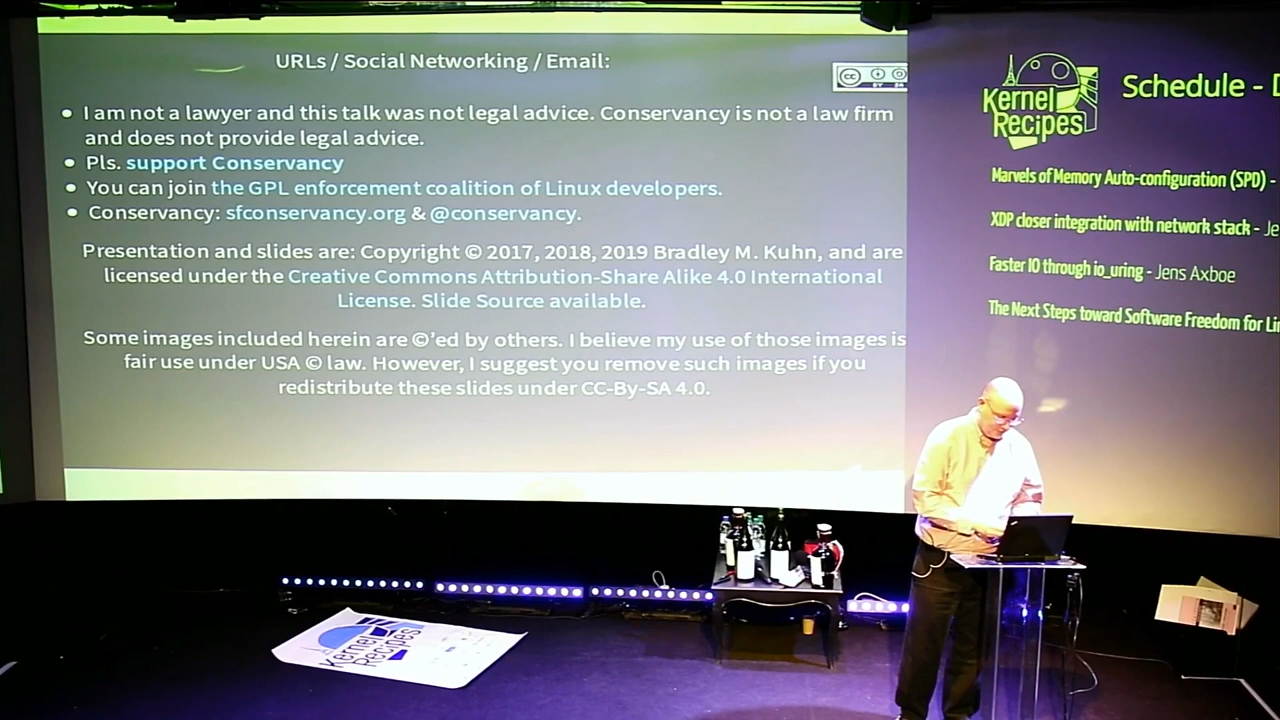 URLs / Social Networking / Email:
• I am not a lawyer and this talk was not legal advice. Conservancy is not a law firm
and does not provide legal advice.
• Pls. support Conservancy
• You can join the GPL enforcement coalition of Linux developers.
• Conservancy: sfconservancy.org & @conservancy.
Presentation and slides are: Copyright © 2017, 2018, 2019 Bradley M. Kuhn, and are
licensed under the Creative Commons Attribution-Share Alike 4.0 International
License. Slide Source available.
Some images included herein are ©'ed by others. I believe my use of those images is
fair use under USA © law. However, I suggest you remove such images if you
redistribute these slides under CC-By-SA 4.0.
cc
BY
Kernel
Recipes
Schedule -
Marvels of Memory Auto-configuration (SPD) -
XDP closer integration with network stack - Je
Faster IO through io_uring - Jens Axboe
The Next Steps toward Software Freedom for Li
Kernel
Recipes